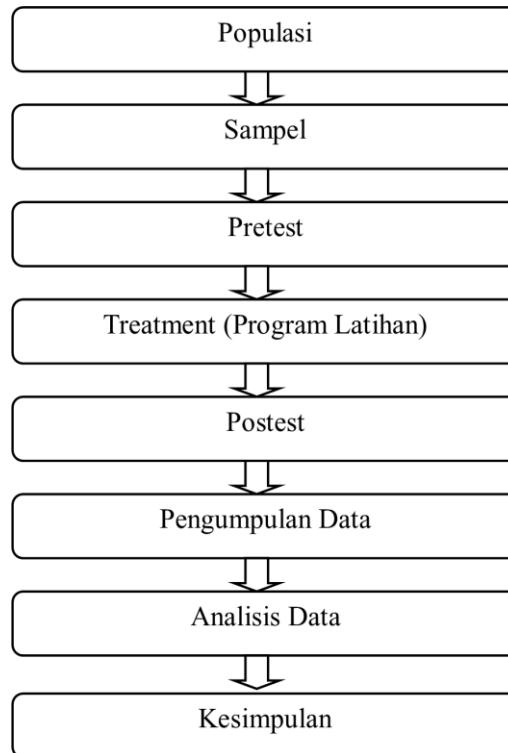 Populasi
Sampel
Pretest
Treatment (Program Latihan)
Postest
Pengumpulan Data
Analisis Data
Kesimpulan